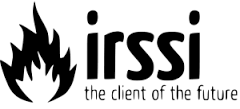 irssi
the client of the future